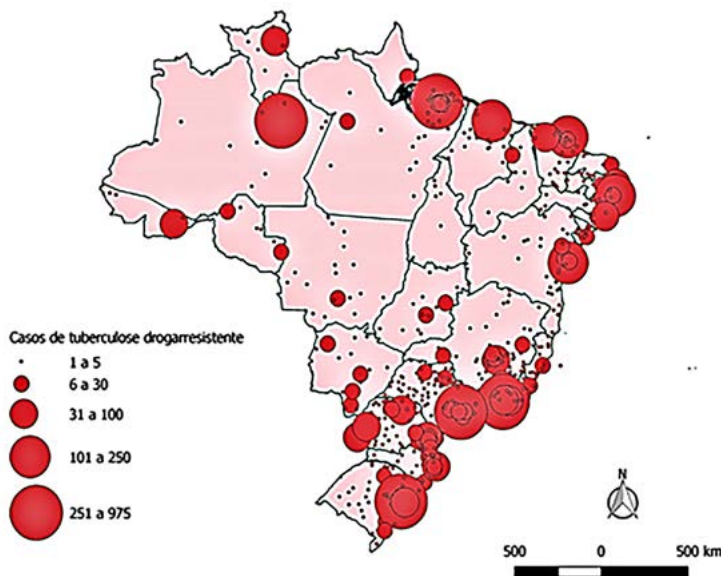 Casos de tuberculose drogarresistente
1 a 5
6 a 30
31 a 100
101 a 250
251 a 975
N
500 0 500 km